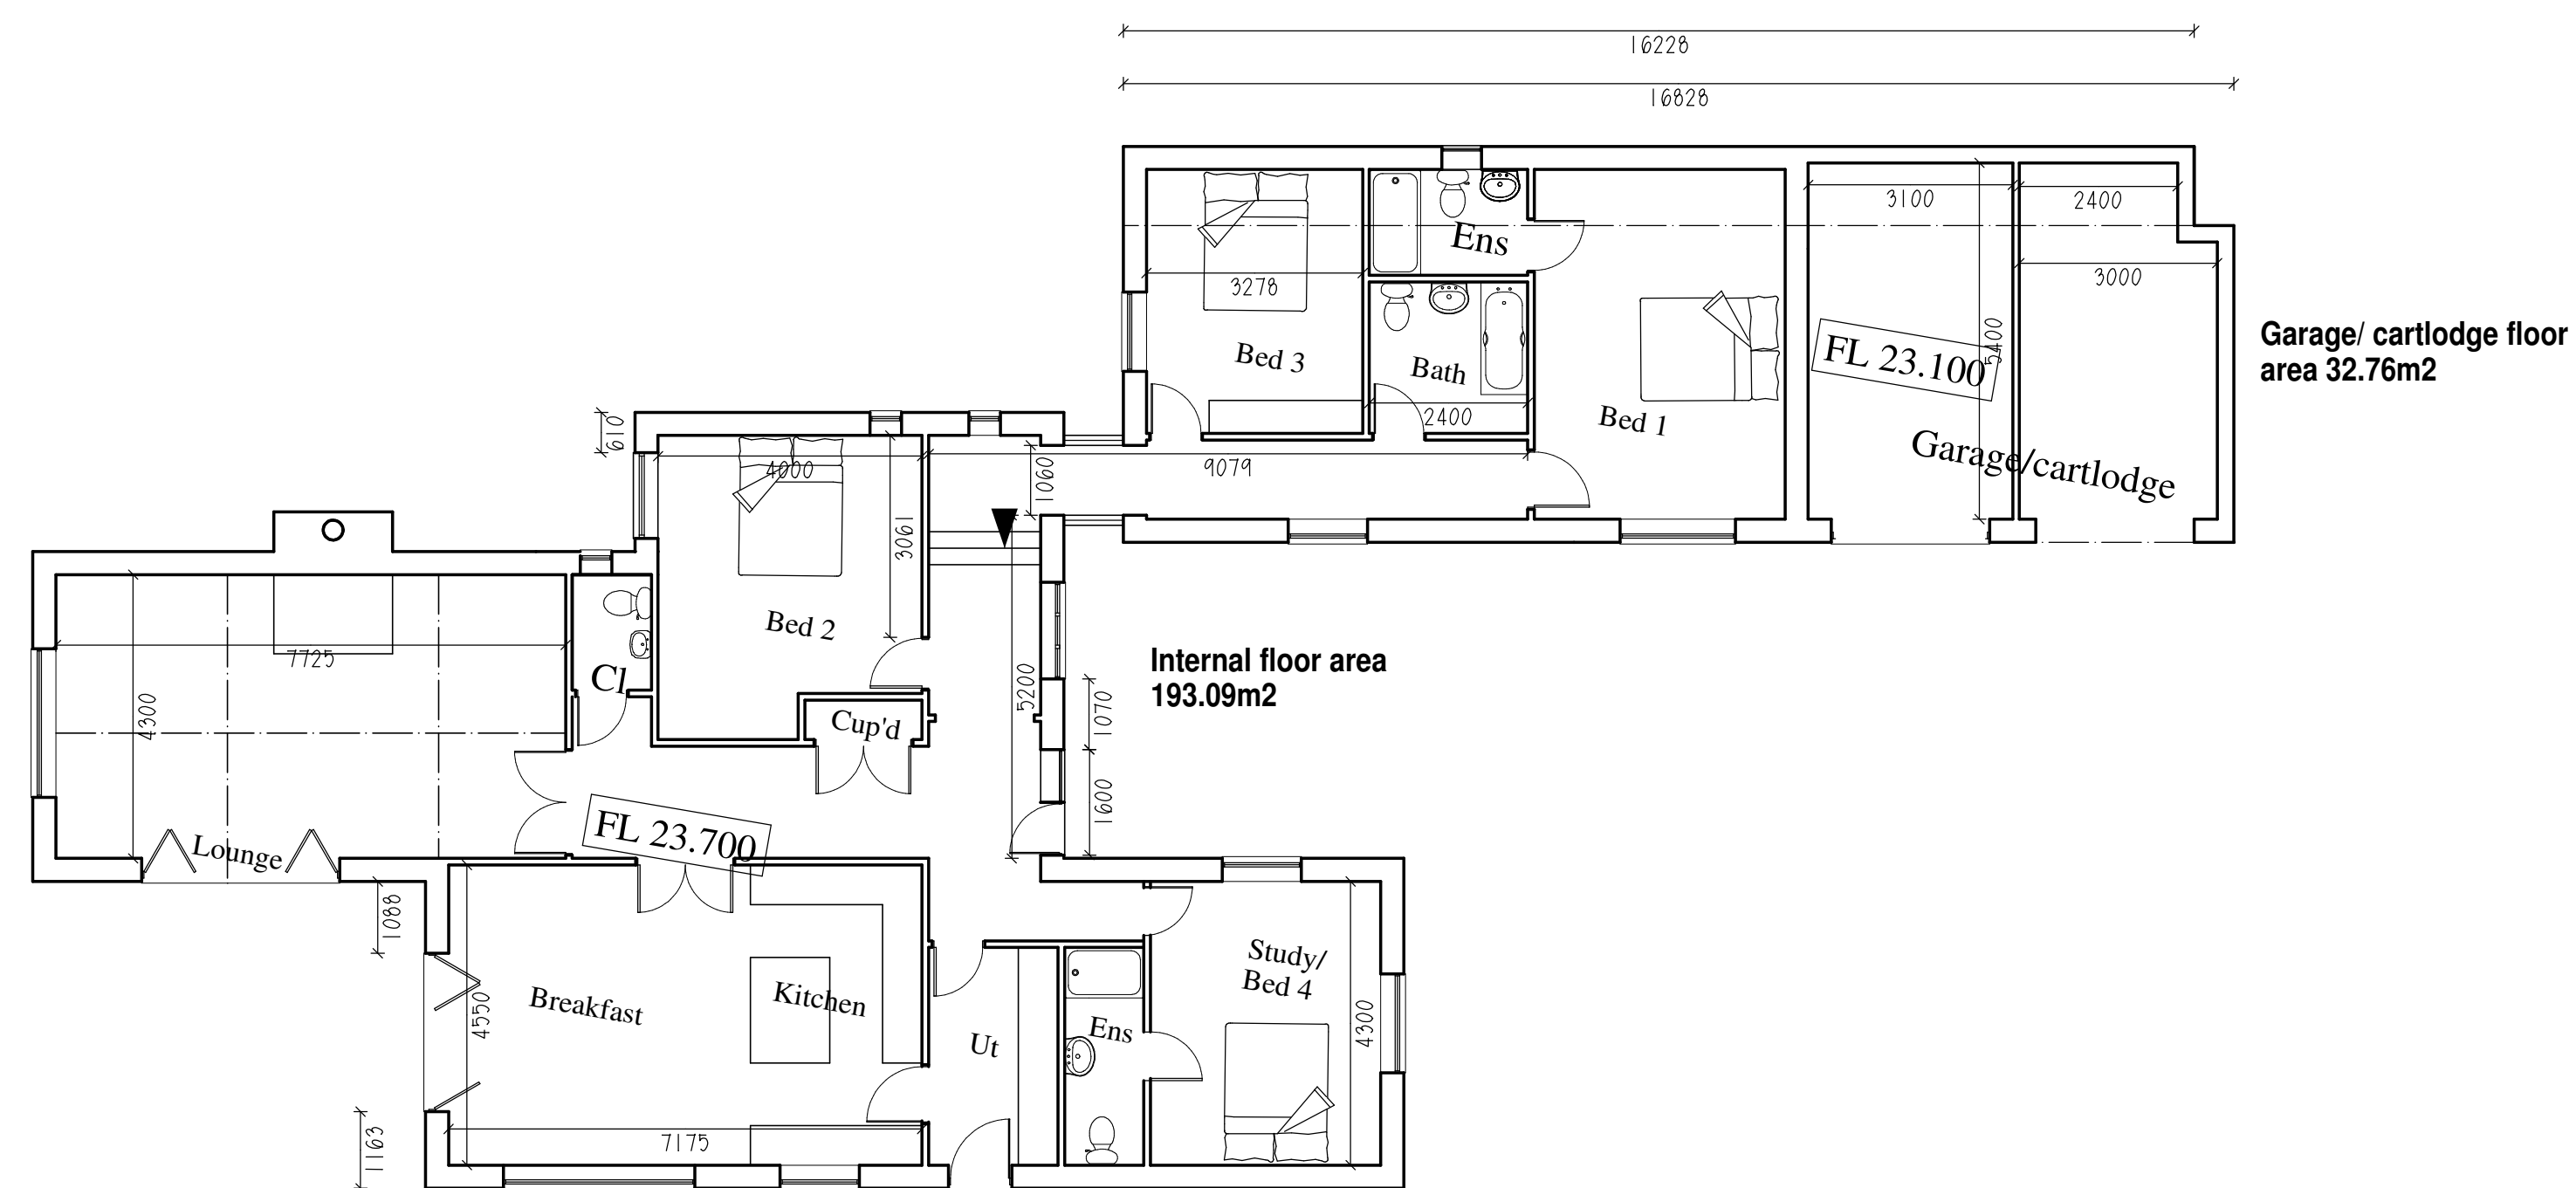 16228
16828
3100
2400
Ens
3278
3000
Bed 3
Bath
2400
Bed 1
FL 23.100
5400
Garage/cartlodge
Garage/ cartlodge floor
area 32.76m2
610
4000
9079
1060
3061
Bed 2
7725
Cl
4300
Cup'd
5200
1070
1600
Internal floor area
193.09m2
Lounge
FL 23.700
1088
Breakfast
Kitchen
4550
Ut
Ens
Study/
Bed 4
4300
7175
1163